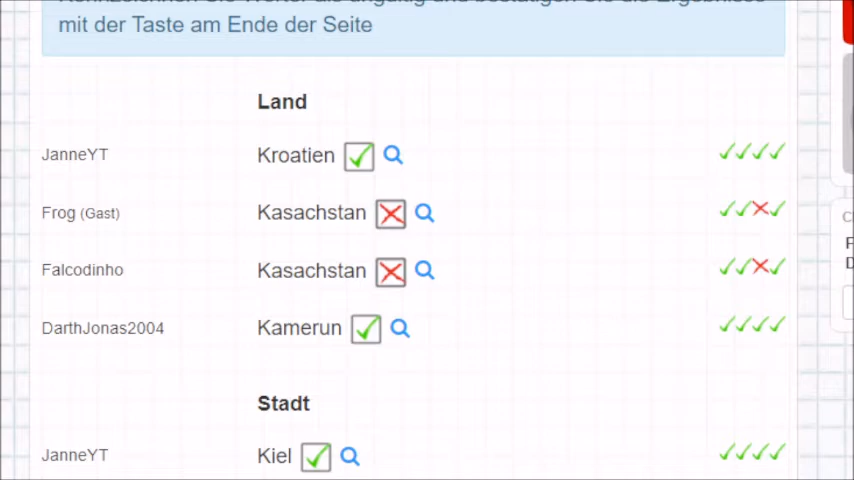 mit der Taste am Ende der Seite
Land
JanneYT Kroatien
Frog (Gast) Kasachstan
Falcodinho Kasachstan
DarthJonas2004 Kamerun
Stadt
JanneYT Kiel